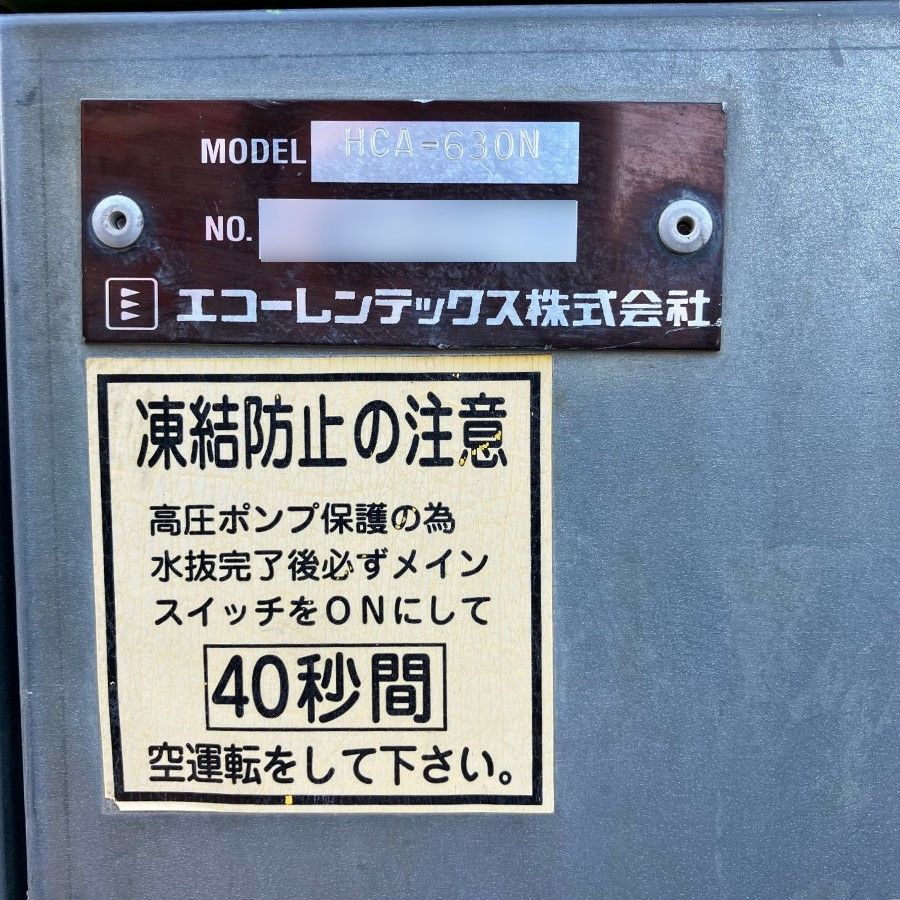 MODEL HCA-630N
NO.
エコーレンテックス株式会社
凍結防止の注意
高圧ポンプ保護の為
水抜完了後必ずメイン
スイッチをONにして
40秒間
空運転をして下さい。